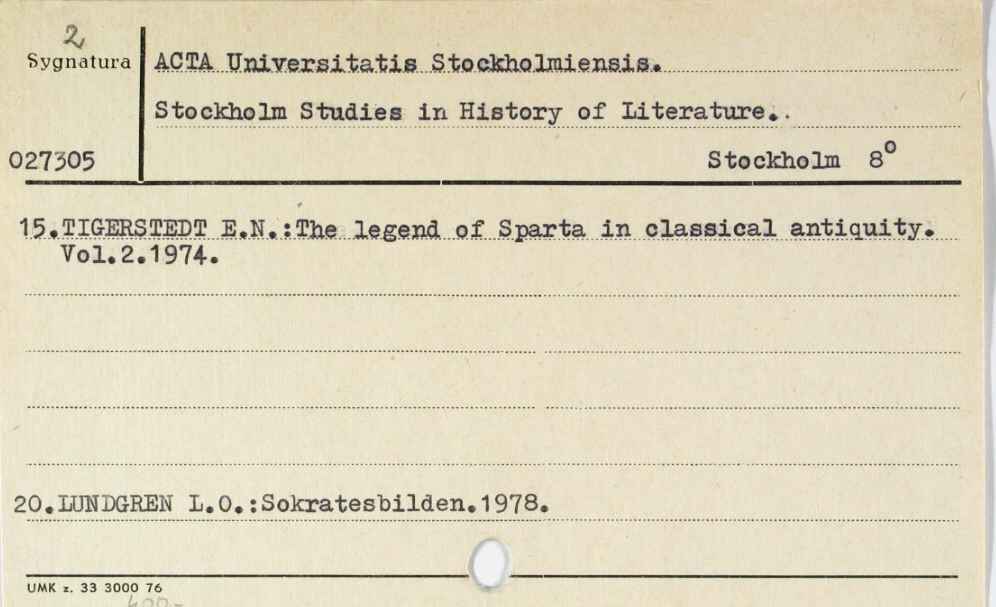 2
Sygnatura
ACTA Universitatis Stockholmiensis.
Stockholm Studies in History of Literature..
027305
Stockholm 8°
15.TIGERSTEDT E.N.:The legend of Sparta in classical antiquity.
Vol.2.1974.
20.LUNDGREN L.O.:Sokratesbilden.1978.
UMK z. 33 3000 76